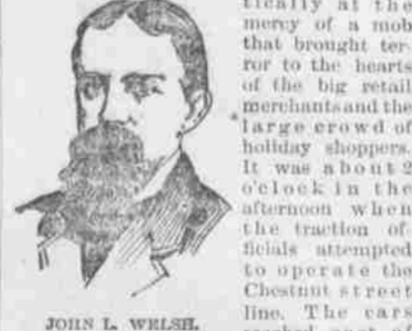 tically at the
mercy of a mob
that brought ter-
ror to the hearts
of the big retail
merchants and the
large crowd of
holiday shoppers.
It was about 2
o'clock in the
afternoon when
the traction of-
ficials attempted
to operate the
Chestnut street
line. The cars
JOHN L. WELSH.